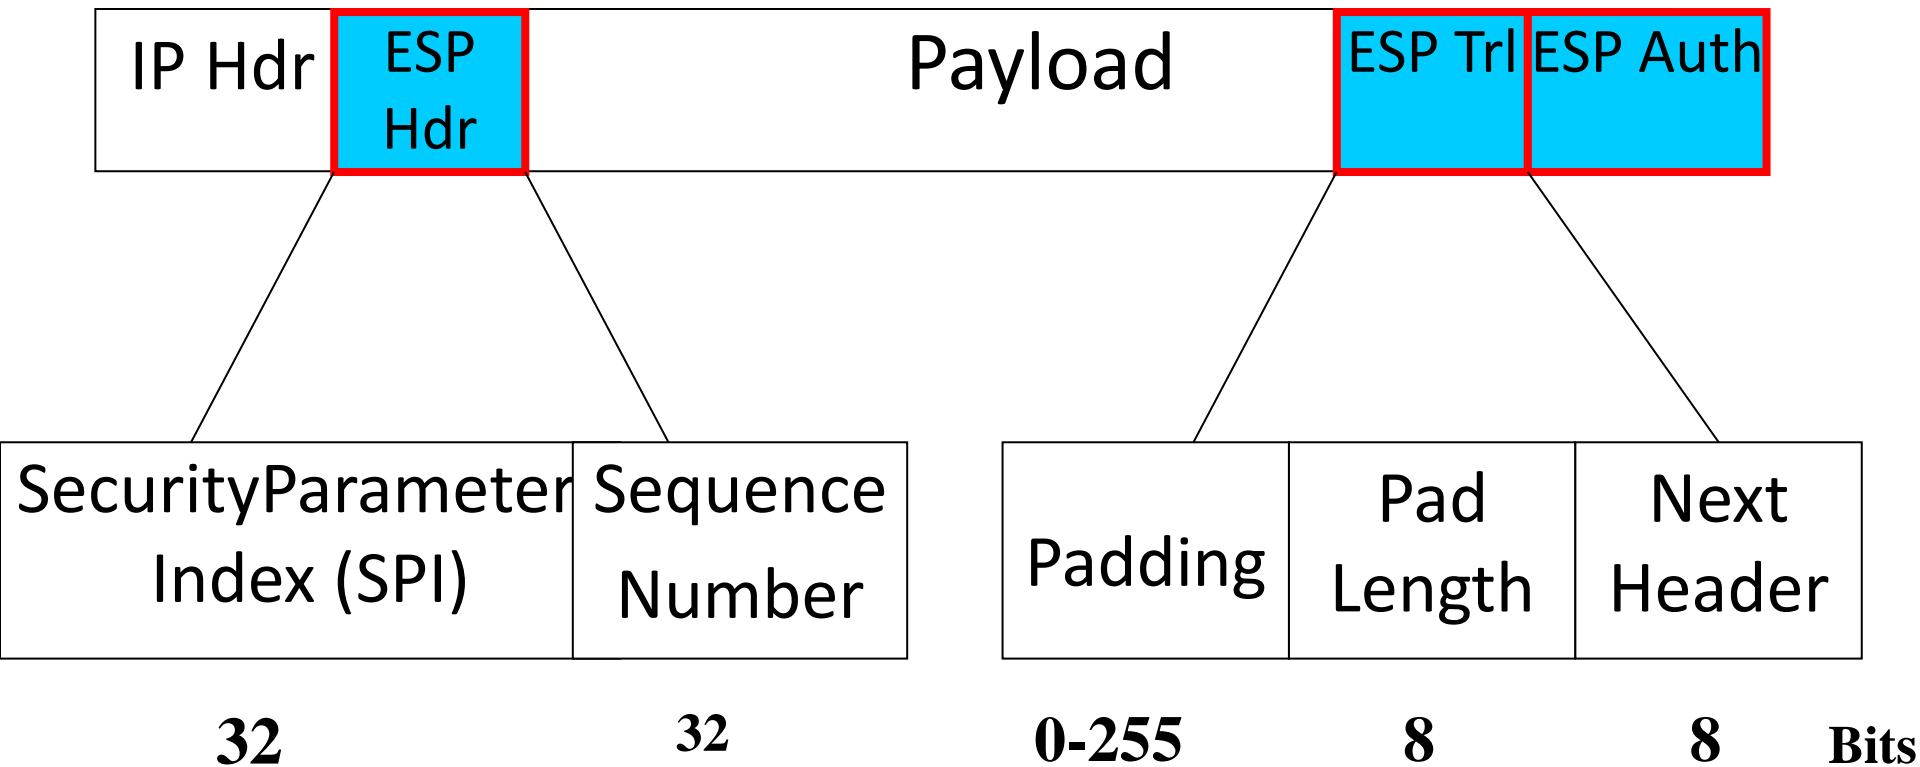 IP Hdr
ESP
Hdr
Payload
ESP Trl
ESP Auth
SecurityParameter
Index (SPI)
Sequence
Number
Padding
Pad
Length
Next
Header
32
32
0-255
8
8
Bits